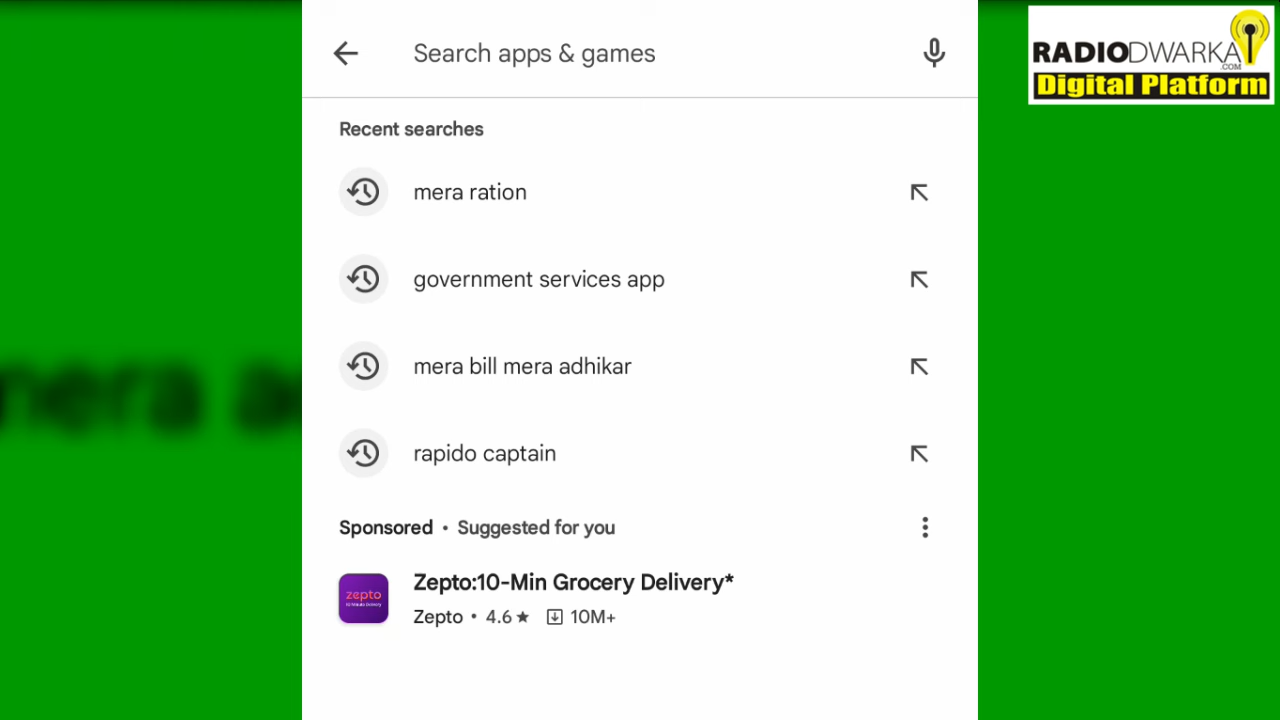 Search apps & games
RADIODWARKA
.COM
Digital Platform
Recent searches
mera ration
government services app
mera bill mera adhikar
rapido captain
Sponsored • Suggested for you
zepto
Zepto:10-Min Grocery Delivery*
Zepto • 4.6★ 10M+
mera a